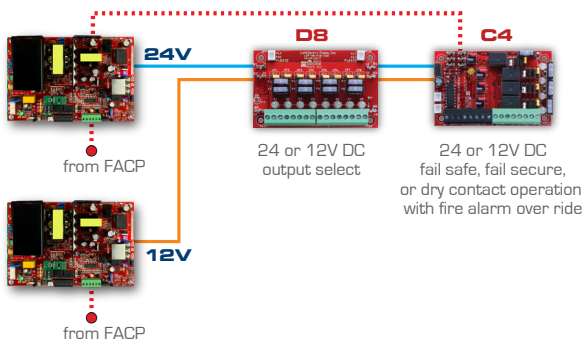 D8
C4
24V
24 or 12V DC
output select
24 or 12V DC
fail safe, fail secure,
or dry contact operation
with fire alarm over ride
from FACP
12V
from FACP